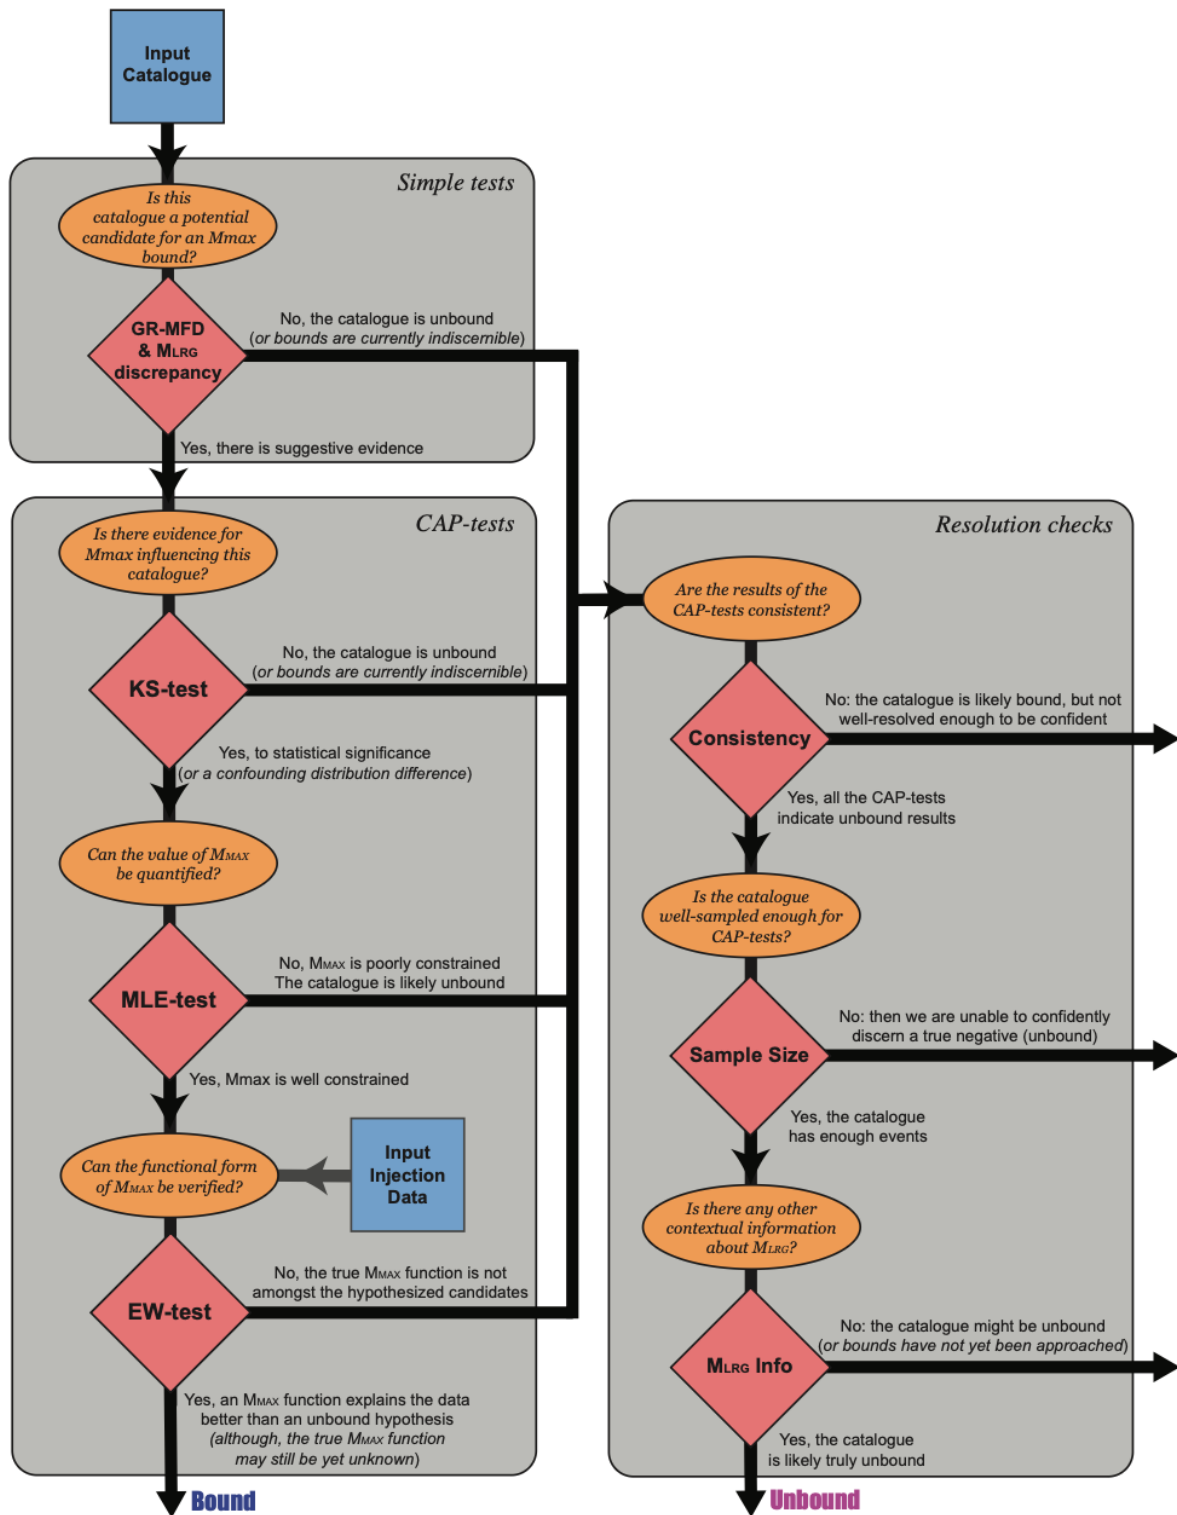 Input
Catalogue
Simple tests
Is this
catalogue a potential
candidate for an Mmax
bound?
GR-MFD
& MLRG
discrepancy
No, the catalogue is unbound
(or bounds are currently indiscernible)
Yes, there is suggestive evidence
CAP-tests
Is there evidence for
Mmax influencing this
catalogue?
KS-test
No, the catalogue is unbound
(or bounds are currently indiscernible)
Yes, to statistical significance
(or a confounding distribution difference)
Can the value of MMAX
be quantified?
MLE-test
No, MMAX is poorly constrained
The catalogue is likely unbound
Yes, Mmax is well constrained
Can the functional form
of MMAX be verified?
Input
Injection
Data
EW-test
No, the true MMAX function is not
amongst the hypothesized candidates
Yes, an MMAX function explains the data
better than an unbound hypothesis
(although, the true MMAX function
may still be yet unknown)
Bound
Resolution checks
Are the results of the
CAP-tests consistent?
Consistency
No: the catalogue is likely bound, but not
well-resolved enough to be confident
Yes, all the CAP-tests
indicate unbound results
Is the catalogue
well-sampled enough for
CAP-tests?
Sample Size
No: then we are unable to confidently
discern a true negative (unbound)
Yes, the catalogue
has enough events
Is there any other
contextual information
about MLRG?
MLRG Info
No: the catalogue might be unbound
(or bounds have not yet been approached)
Yes, the catalogue
is likely truly unbound
Unbound